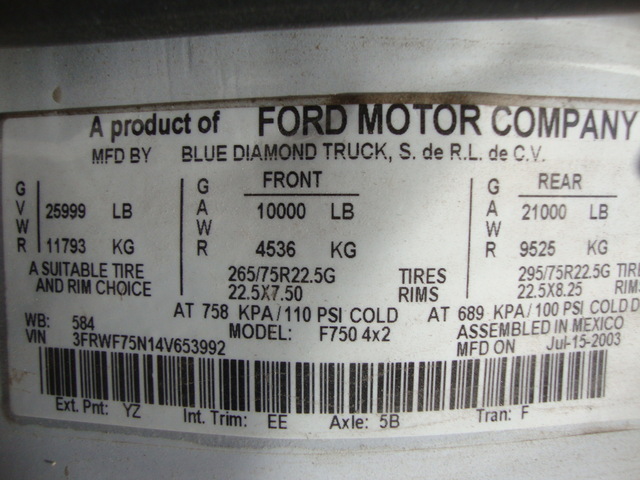 A product of FORD MOTOR COMPANY
MFD BY BLUE DIAMOND TRUCK, S. de R.L. de C.V.
GVWR 25999 LB 11793 KG
FRONT GAWR 10000 LB 4536 KG
REAR GAWR 21000 LB 9525 KG
A SUITABLE TIRE AND RIM CHOICE
265/75R22.5G TIRES 295/75R22.5G
22.5X7.50 RIMS 22.5X8.25
AT 758 KPA/110 PSI COLD AT 689 KPA/100 PSI COLD
WB: 584 MODEL: F750 4x2 ASSEMBLED IN MEXICO
VIN 3FRWF75N14V653992 MFD ON Jul-15-2003
Ext. Pnt: YZ Int. Trim: EE Axle: 5B Tran: F